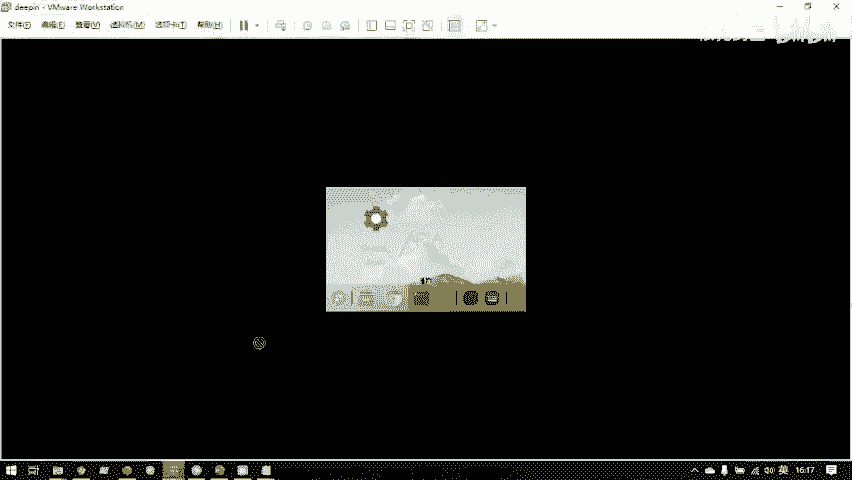 deepin - VMware Workstation
文件(F) 编辑(E) 查看(V) 虚拟机(M) 选项卡(T) 帮助(H)
英 16:17